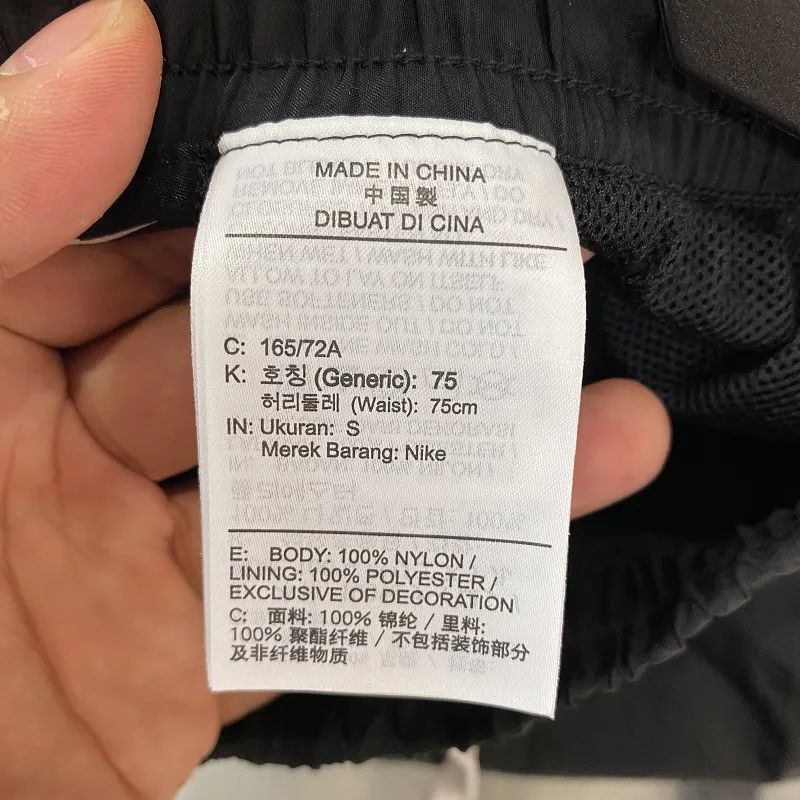 MADE IN CHINA
中国製
DIBUAT DI CINA
C: 165/72A
K: 호칭 (Generic): 75
허리둘레 (Waist): 75cm
IN: Ukuran: S
Merek Barang: Nike
E: BODY: 100% NYLON /
LINING: 100% POLYESTER /
EXCLUSIVE OF DECORATION
C: 面料: 100% 锦纶 / 里料:
100% 聚酯纤维 / 不包括装饰部分
及非纤维物质